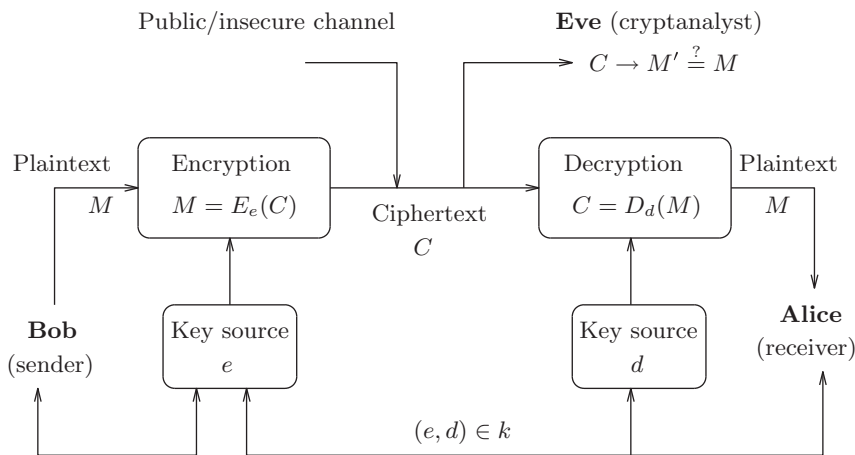 Public/insecure channel
Eve (cryptanalyst)
C → M′ ≟ M
Plaintext
M
Encryption
M = E_e(C)
Ciphertext
C
Decryption
C = D_d(M)
Plaintext
M
Bob
(sender)
Key source
e
Key source
d
Alice
(receiver)
(e, d) ∈ k